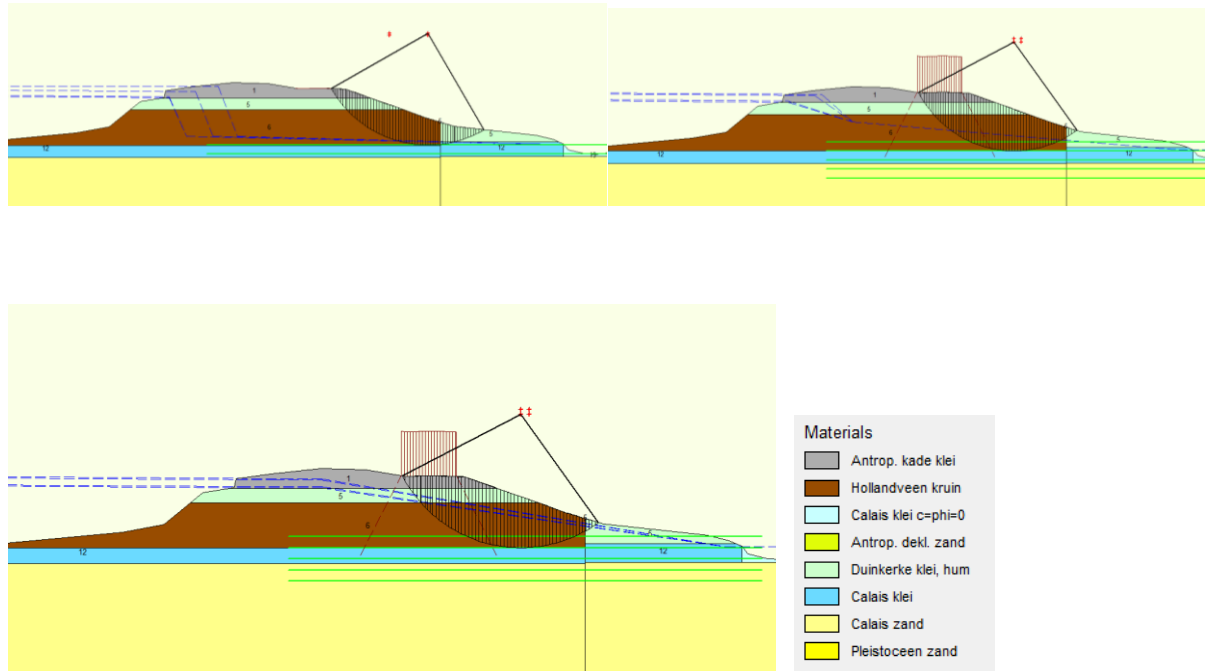 1
5
6
5
12
12
1
5
6
5
12
12
1
5
6
12
12
Materials
Antrop. kade klei
Hollandveen kruin
Calais klei c=phi=0
Antrop. dekl. zand
Duinkerke klei, hum
Calais klei
Calais zand
Pleistoceen zand